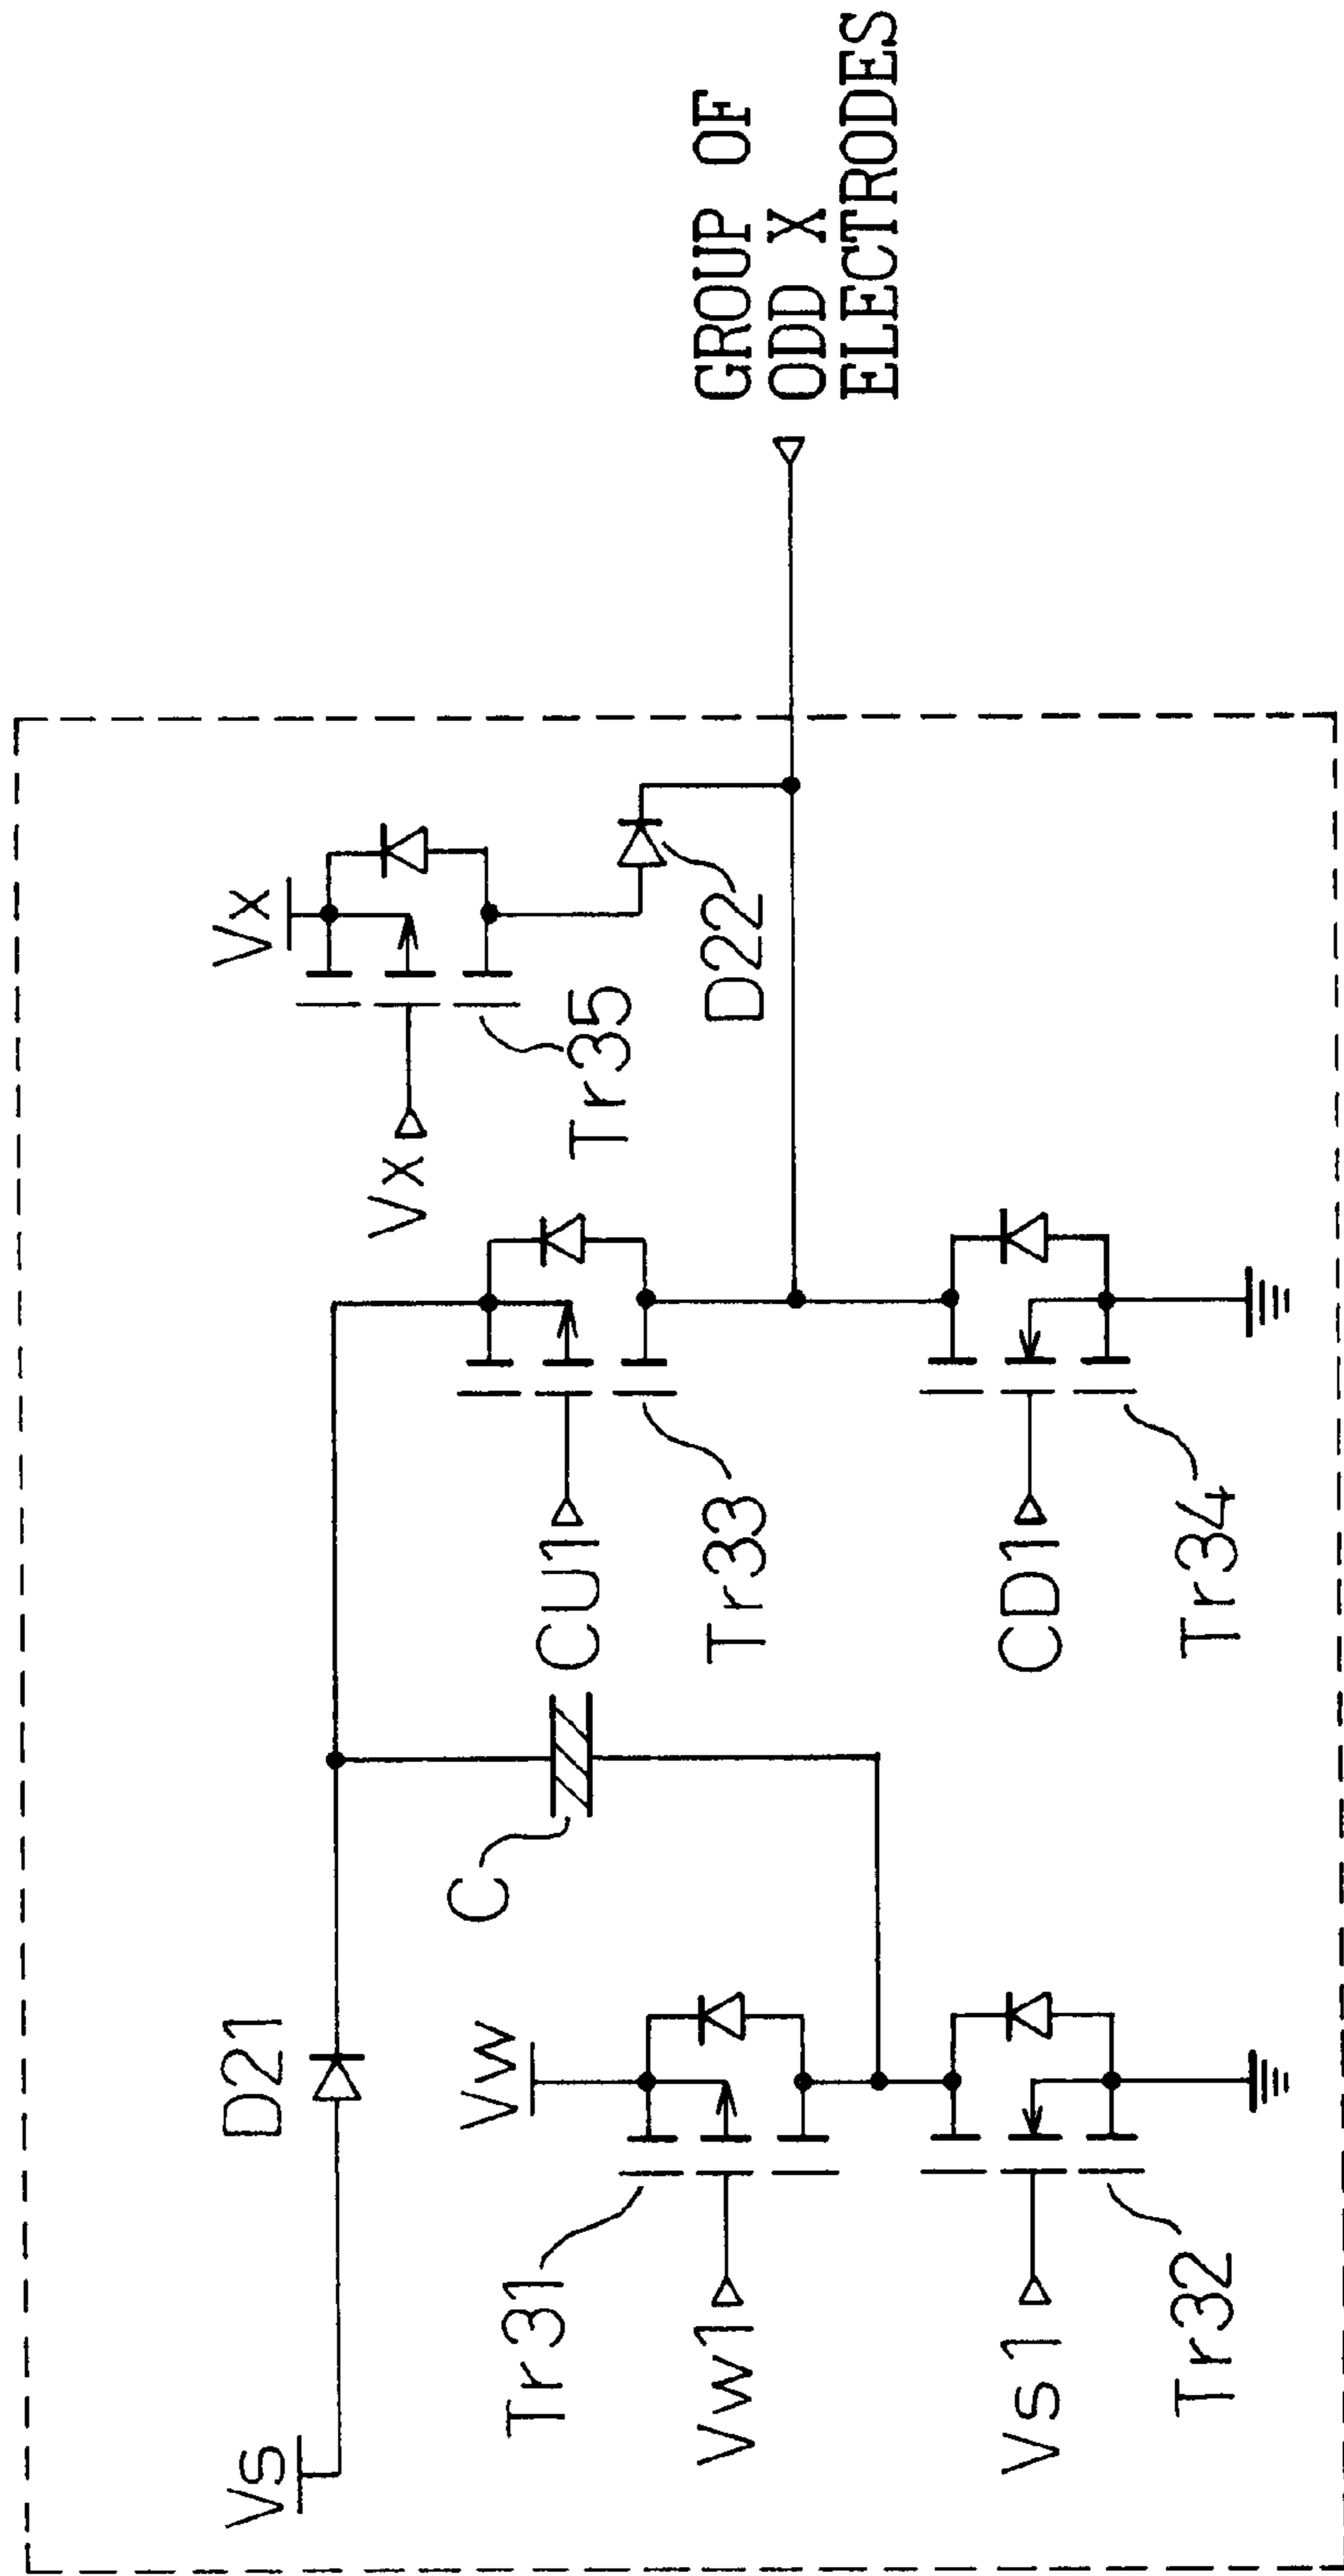 Vs
D21
Vw
Tr31
Vw1
Vs1
Tr32
C
CU1
Tr33
CD1
Tr34
Vx
Vx
Tr35
D22
GROUP OF
ODD X
ELECTRODES